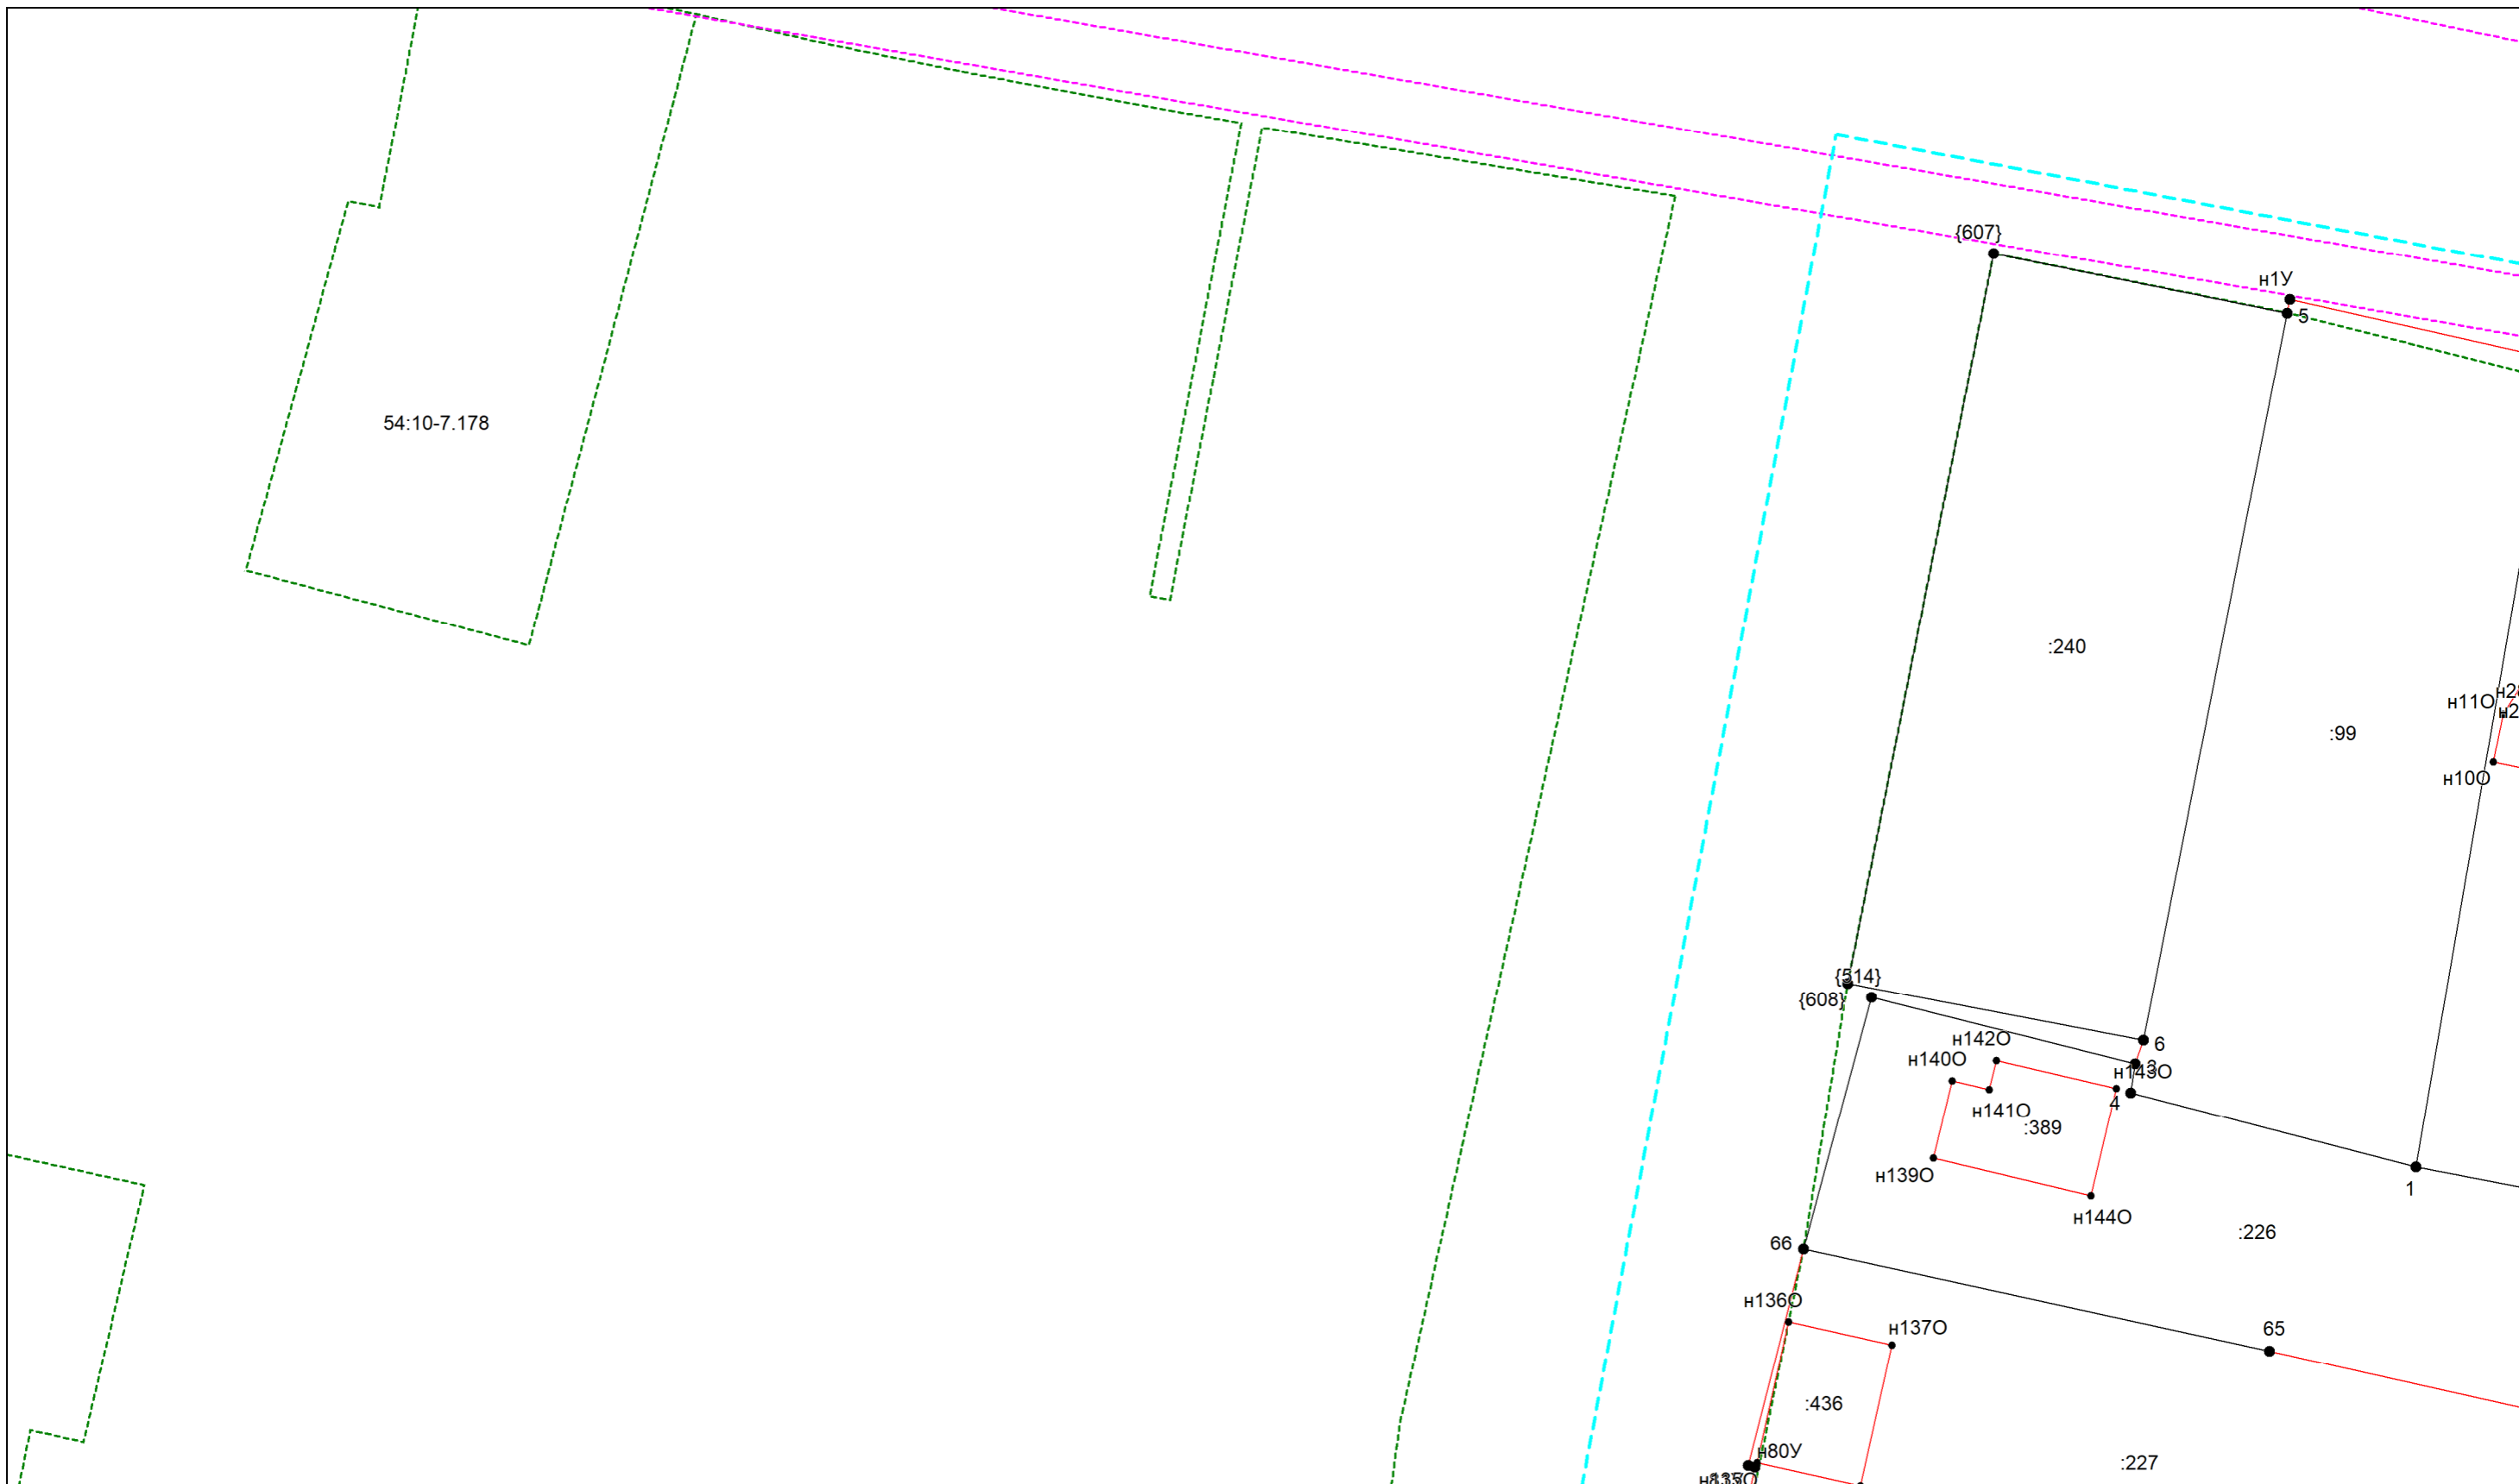 {607}
н1У
5
54:10-7.178
:240
н11О
:99
н10О
{514}
{608}
6
н142О
3
н140О
н143О
4
н141О
:389
н139О
1
н144О
:226
66
н136О
н137О
65
:436
н80У
:227